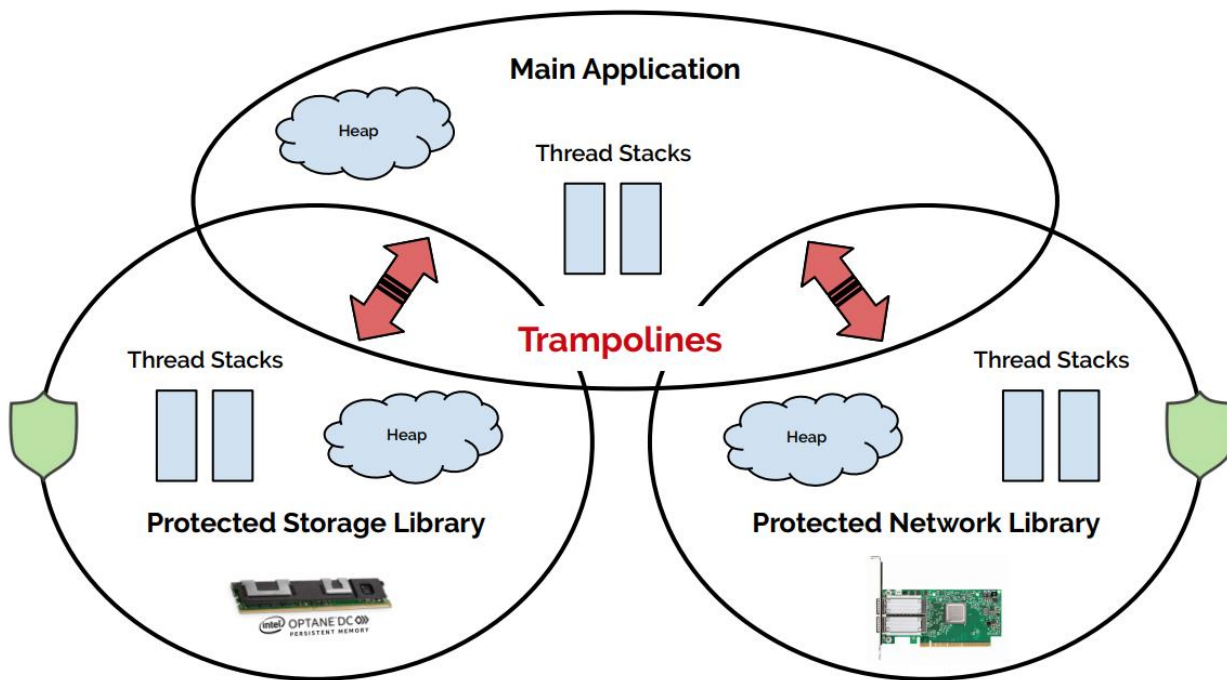 Main Application
Heap
Thread Stacks
Trampolines
Thread Stacks
Heap
Protected Storage Library
intel OPTANE DC
PERSISTENT MEMORY
Thread Stacks
Heap
Protected Network Library